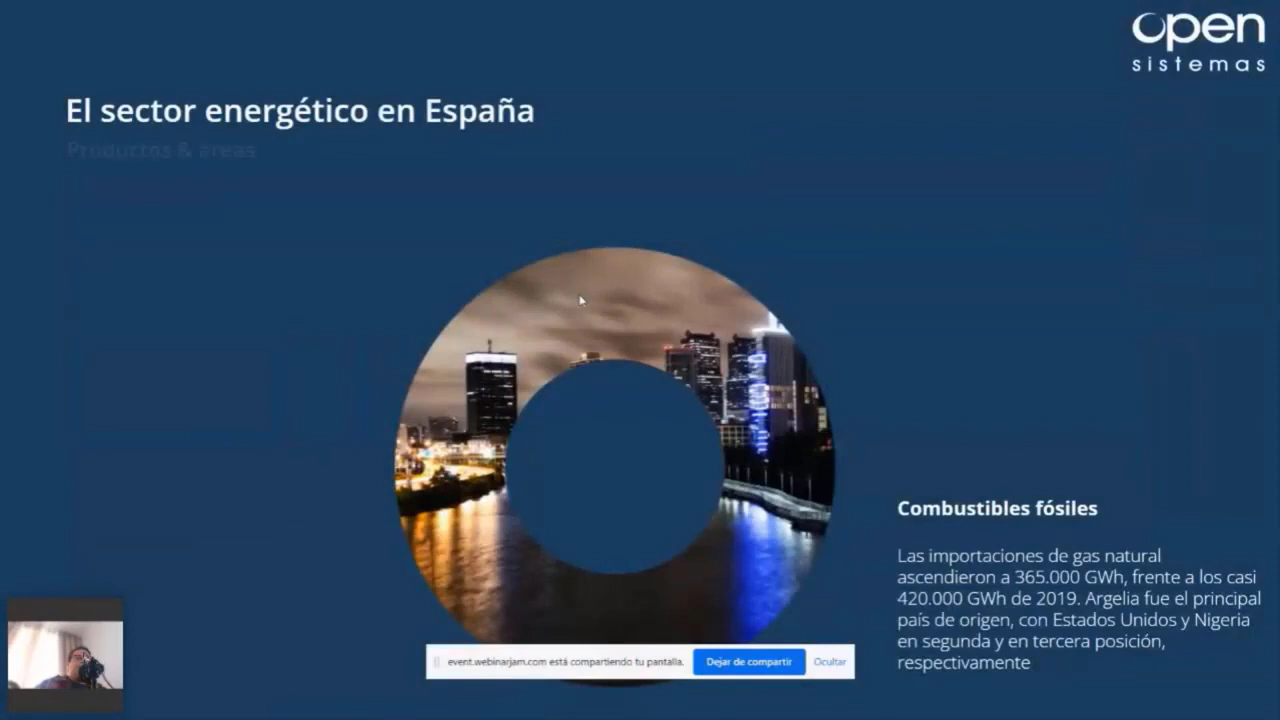 open
sistemas
El sector energético en España
Productos & areas
Combustibles fósiles
Las importaciones de gas natural
ascendieron a 365.000 GWh, frente a los casi
420.000 GWh de 2019. Argelia fue el principal
país de origen, con Estados Unidos y Nigeria
en segunda y en tercera posición,
respectivamente
event.webinarjam.com está compartiendo tu pantalla.
Dejar de compartir
Ocultar